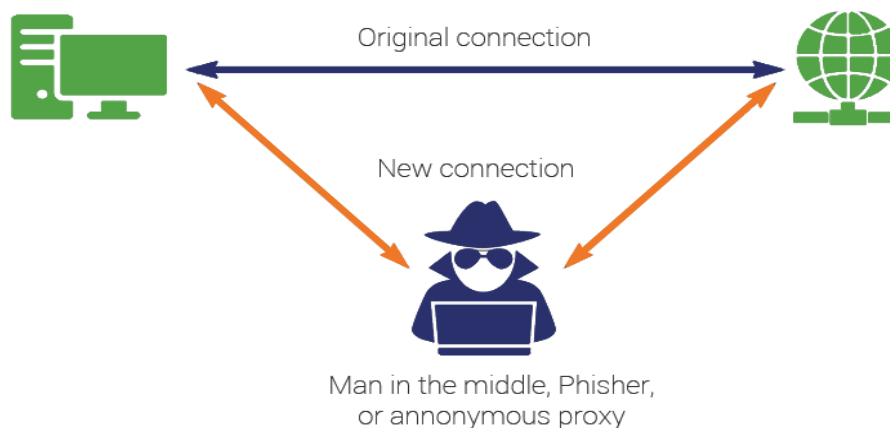 Original connection
New connection
Man in the middle, Phisher,
or annonymous proxy